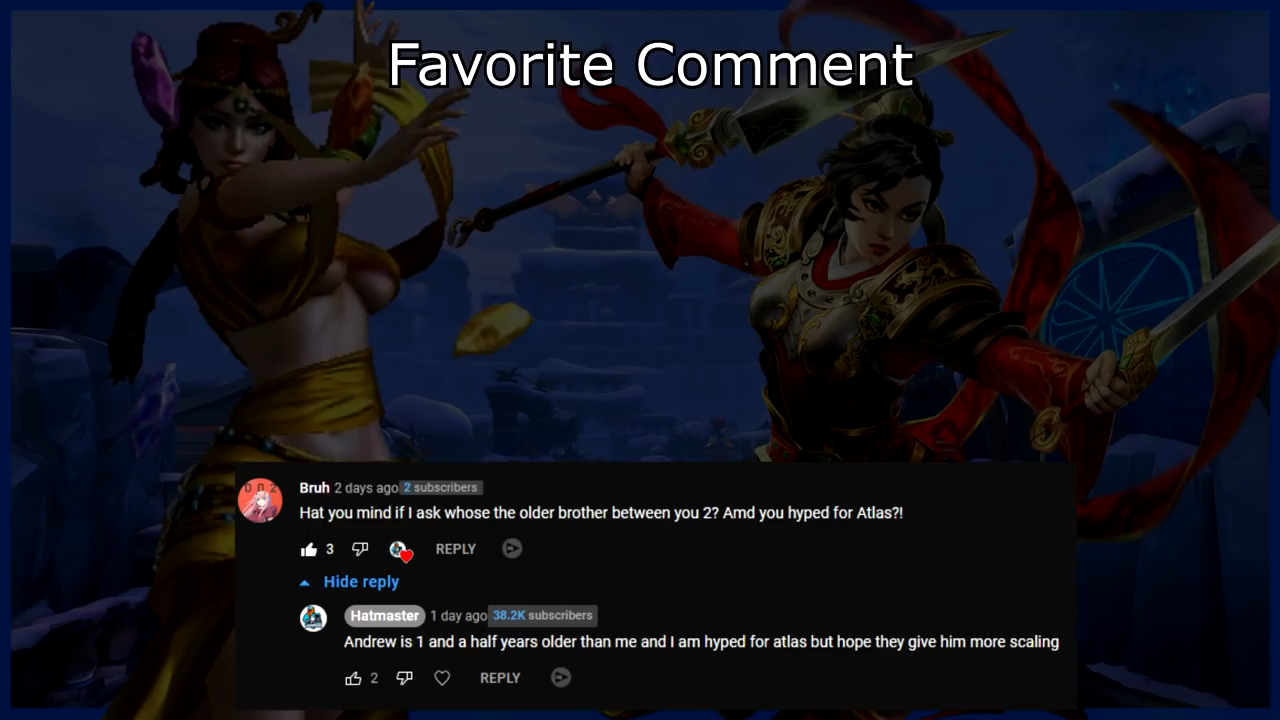 Favorite Comment
002
Bruh 2 days ago 2 subscribers
Hat you mind if I ask whose the older brother between you 2? Amd you hyped for Atlas?!
3 REPLY
Hide reply
Hatmaster 1 day ago 38.2K subscribers
Andrew is 1 and a half years older than me and I am hyped for atlas but hope they give him more scaling
2 REPLY